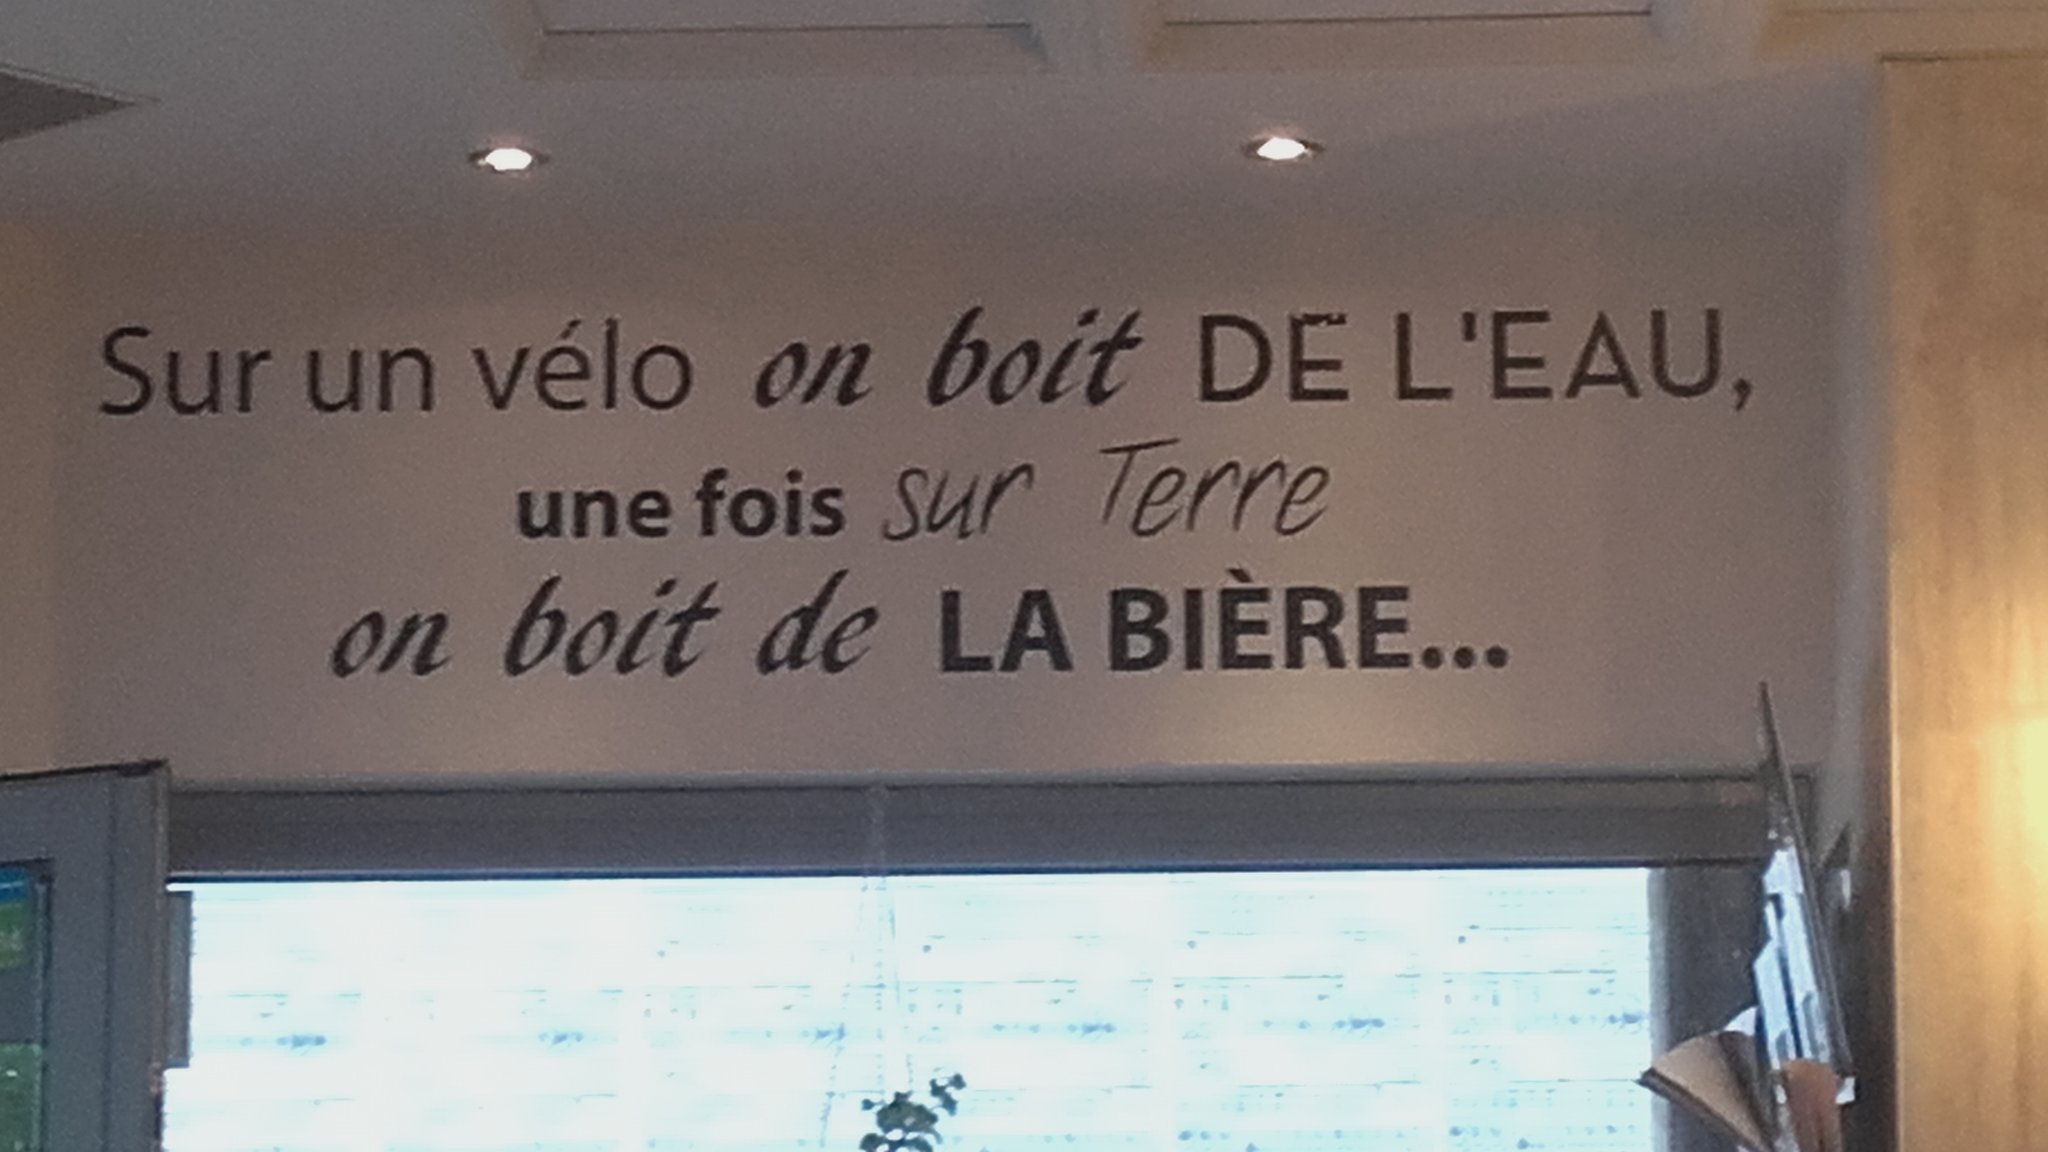 Sur un vélo on boit DE L'EAU,
une fois sur Terre
on boit de LA BIÈRE...